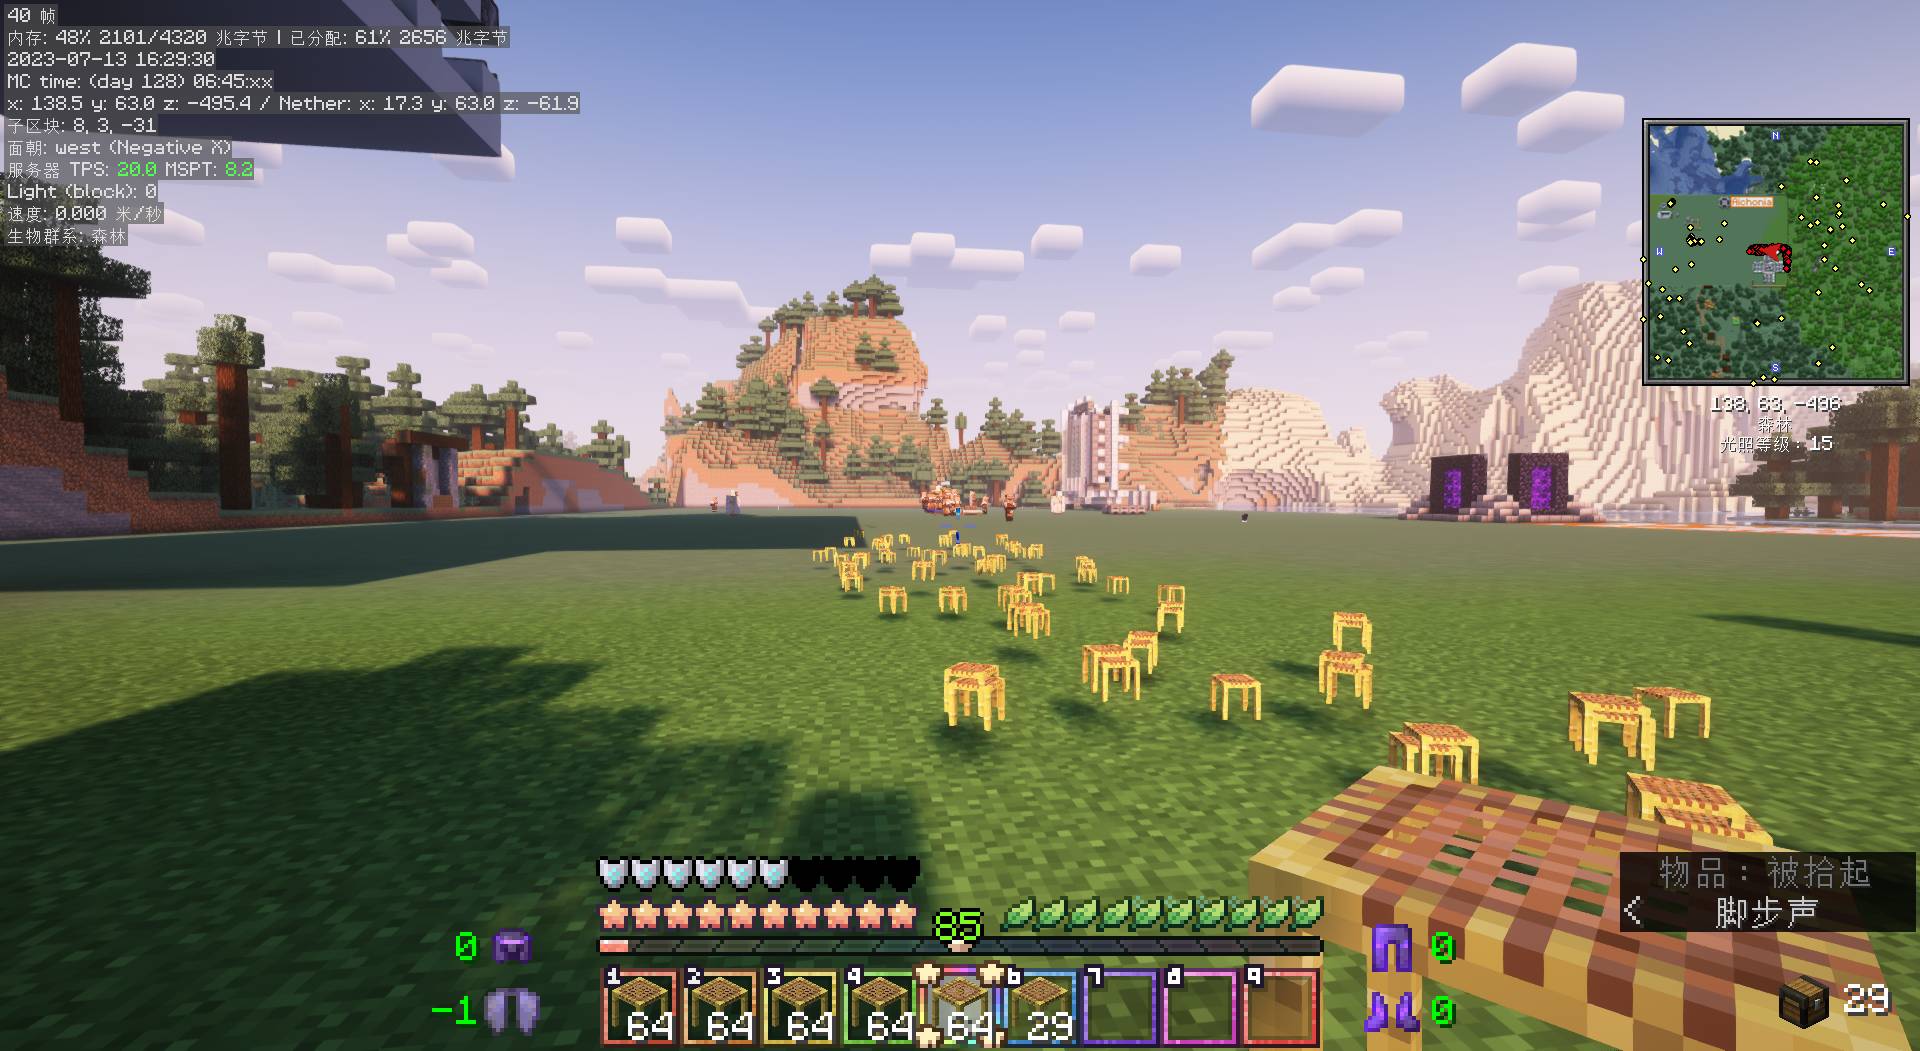 40 帧
内存: 48% 2101/4320 兆字节 | 已分配: 61% 2656 兆字节
2023-07-13 16:29:30
MC time: (day 128) 06:45:xx
x: 138.5 y: 63.0 z: -495.4 / Nether: x: 17.3 y: 63.0 z: -61.9
子区块: 8, 3, -31
面朝: west (Negative X)
服务器 TPS: 20.0 MSPT: 8.2
Light (block): 0
速度: 0.000 米/秒
生物群系: 森林
N
Alchonia
W
E
S
138, 63, -496
森林
光照等级: 15
物品: 被拾起
< 脚步声
85
0
-1
0
0
1 2 3 4 6 7 8 9
64 64 64 64 64 29
29